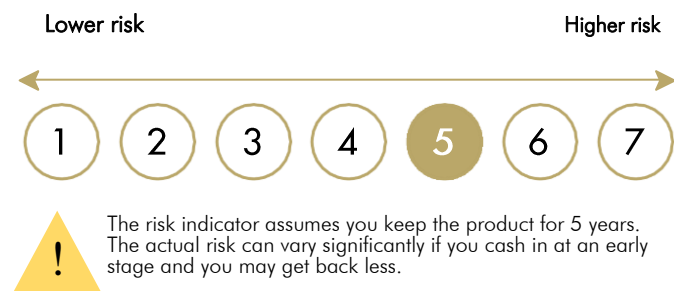 Lower risk Higher risk
1 2 3 4 5 6 7
! The risk indicator assumes you keep the product for 5 years.
The actual risk can vary significantly if you cash in at an early
stage and you may get back less.